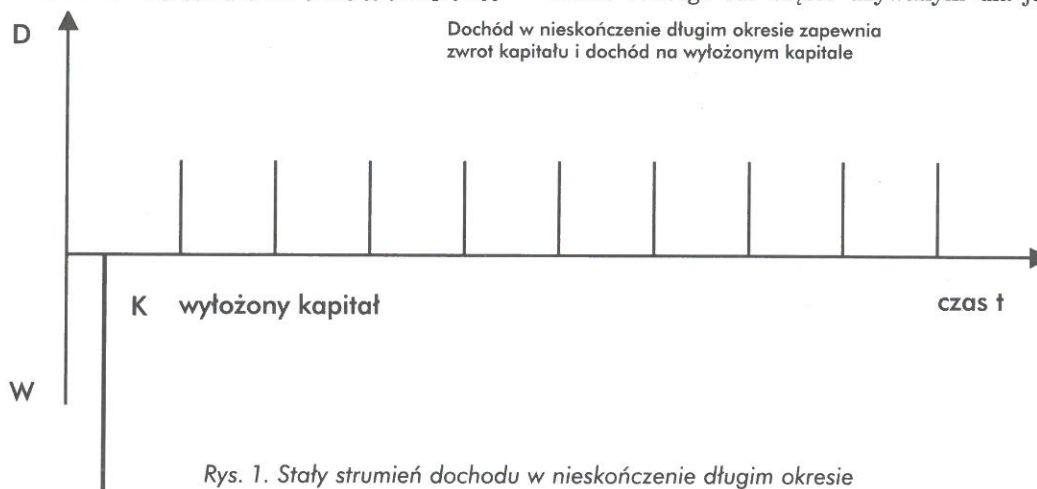 D
Dochód w nieskończenie długim okresie zapewnia
zwrot kapitału i dochód na wyłożonym kapitale
K wyłożony kapitał
czas t
W
Rys. 1. Stały strumień dochodu w nieskończenie długim okresie